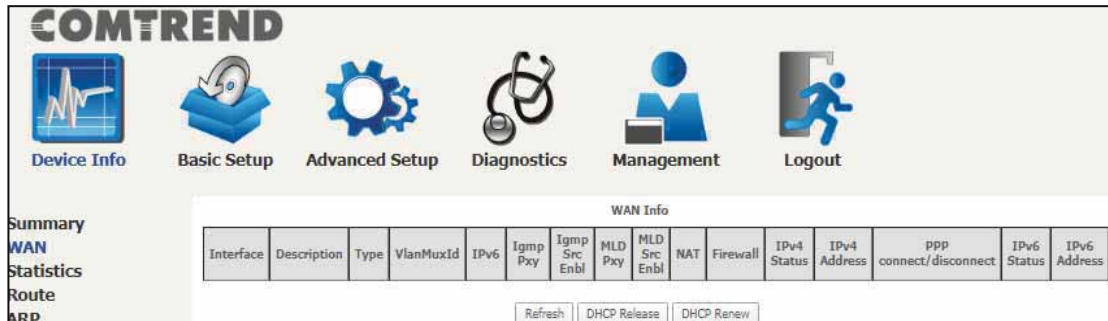 COMTREND
Device Info
Basic Setup
Advanced Setup
Diagnostics
Management
Logout
Summary
WAN
Statistics
Route
ARP
WAN Info
Interface
Description
Type
VlanMuxId
IPv6
Igmp
Pxy
Igmp
Src
Enbl
MLD
Pxy
MLD
Src
Enbl
NAT
Firewall
IPv4
Status
IPv4
Address
PPP
connect/disconnect
IPv6
Status
IPv6
Address
Refresh
DHCP Release
DHCP Renew